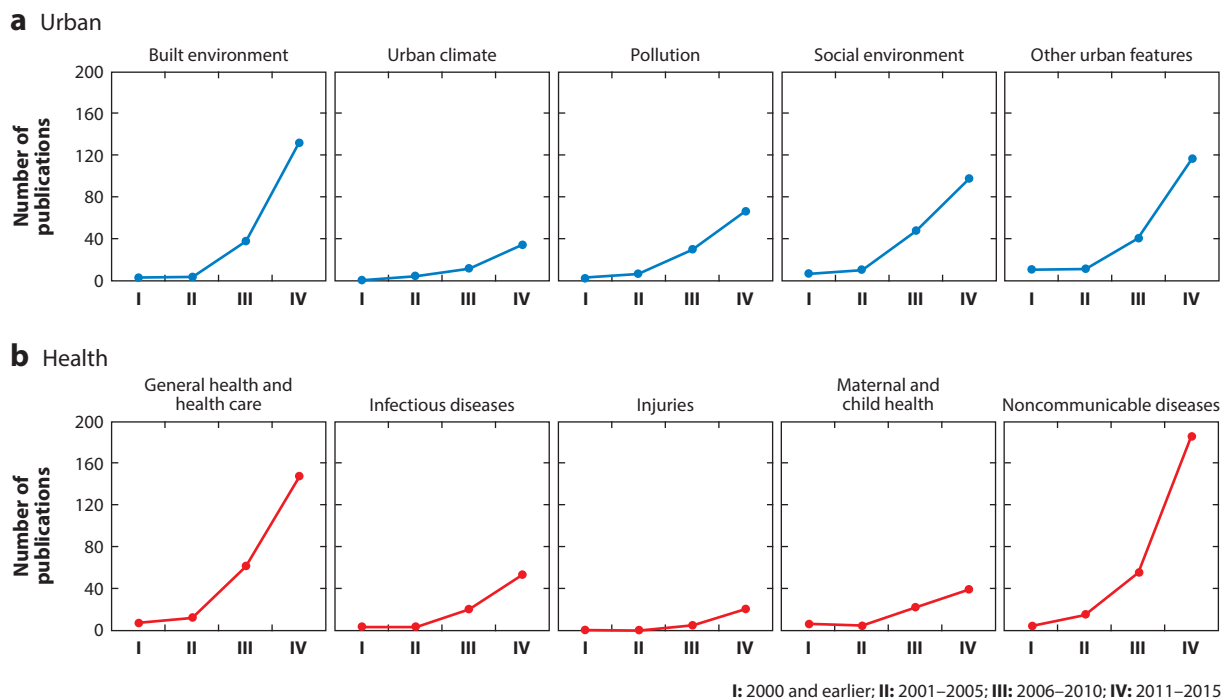 a Urban
Built environment
Urban climate
Pollution
Social environment
Other urban features
Number of
publications
200
160
120
80
40
0
I II III IV
I II III IV
I II III IV
I II III IV
I II III IV
b Health
General health and
health care
Infectious diseases
Injuries
Maternal and
child health
Noncommunicable diseases
Number of
publications
200
160
120
80
40
0
I II III IV
I II III IV
I II III IV
I II III IV
I II III IV
I: 2000 and earlier; II: 2001–2005; III: 2006–2010; IV: 2011–2015